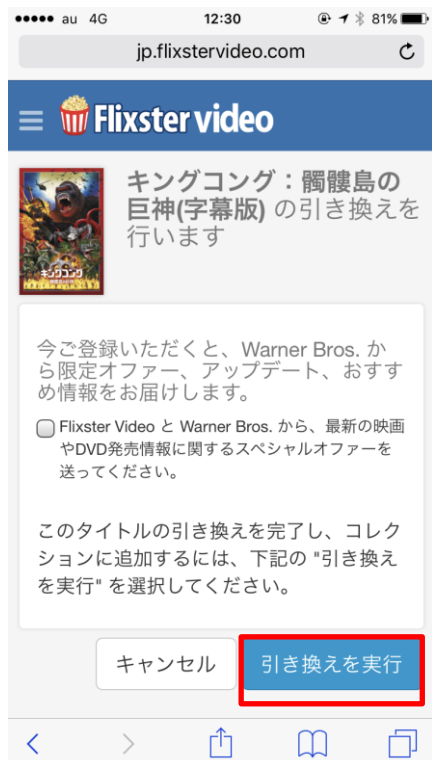 au 4G 12:30 81%
jp.flixstervideo.com
Flixster video
キングコング：髑髏島の
巨神(字幕版) の引き換えを
行います
キングコング
今ご登録いただくと、Warner Bros. か
ら限定オファー、アップデート、おすす
め情報をお届けします。
Flixster Video と Warner Bros. から、最新の映画
やDVD発売情報に関するスペシャルオファーを
送ってください。
このタイトルの引き換えを完了し、コレク
ションに追加するには、下記の "引き換え
を実行" を選択してください。
キャンセル
引き換えを実行